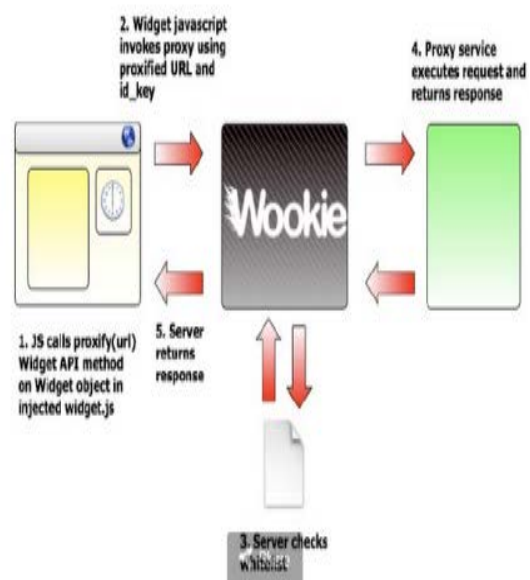 2. Widget javascript
invokes proxy using
proxified URL and
id_key
4. Proxy service
executes request and
returns response
Wookie
1. JS calls proxify(url)
Widget API method
on Widget object in
injected widget.js
5. Server
returns
response
3. Server checks
whitelist